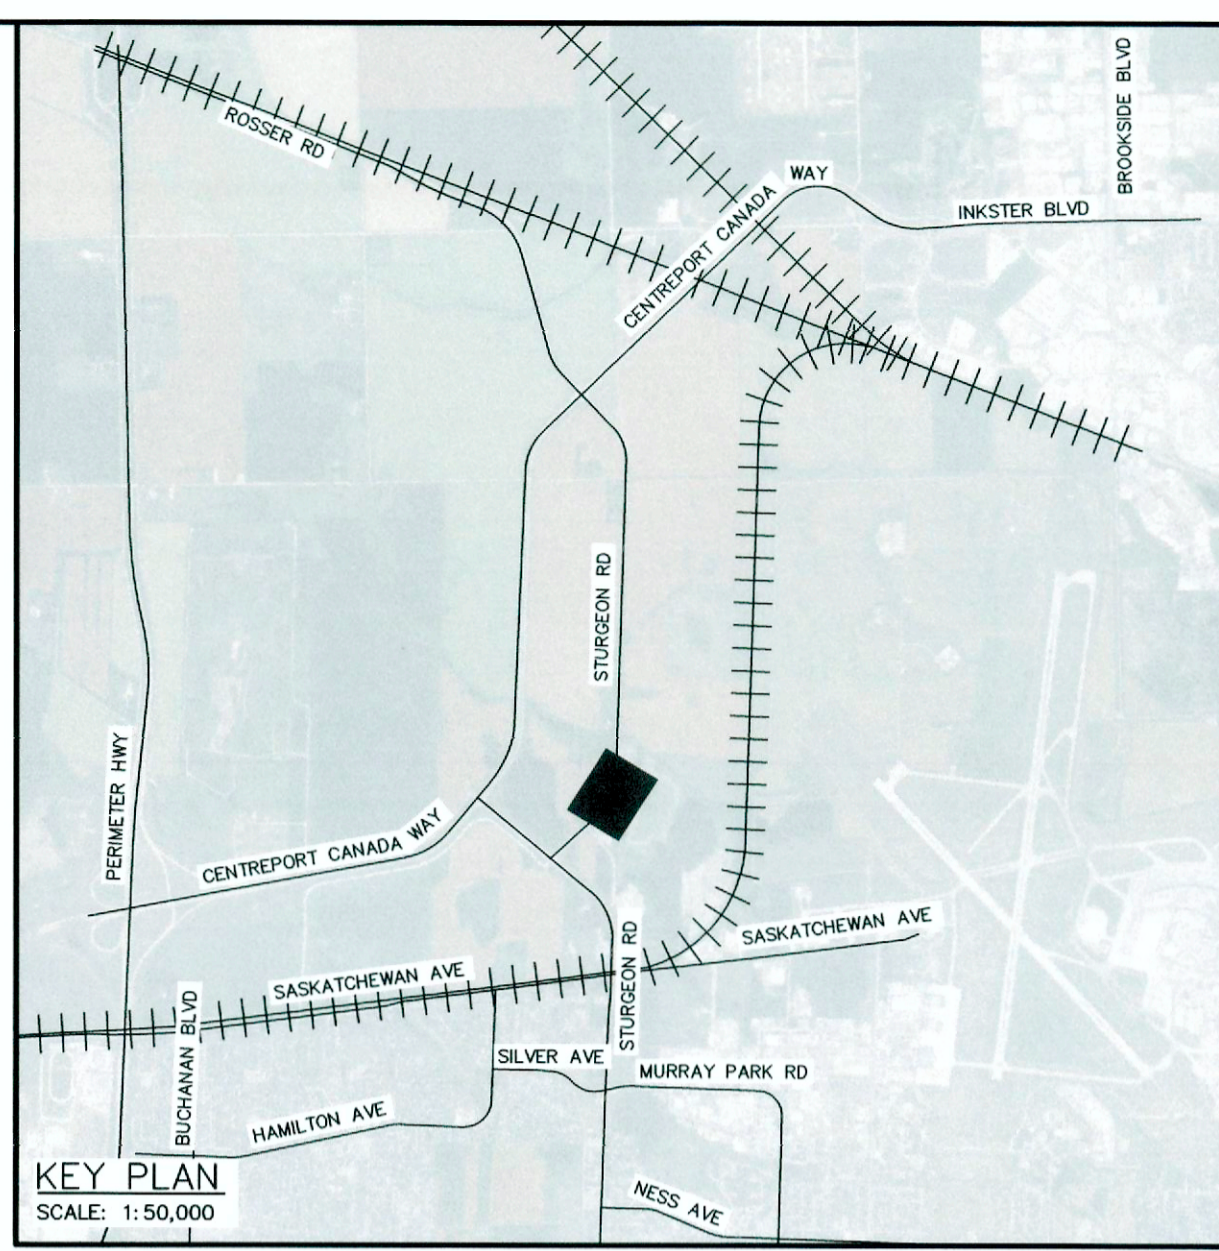 BROOKSIDE BLVD
ROSSER RD
CENTREPORT CANADA WAY
INKSTER BLVD
STURGEON RD
PERIMETER HWY
CENTREPORT CANADA WAY
SASKATCHEWAN AVE
SASKATCHEWAN AVE
STURGEON RD
BUCHANAN BLVD
SILVER AVE
MURRAY PARK RD
HAMILTON AVE
KEY PLAN
SCALE: 1:50,000
NESS AVE